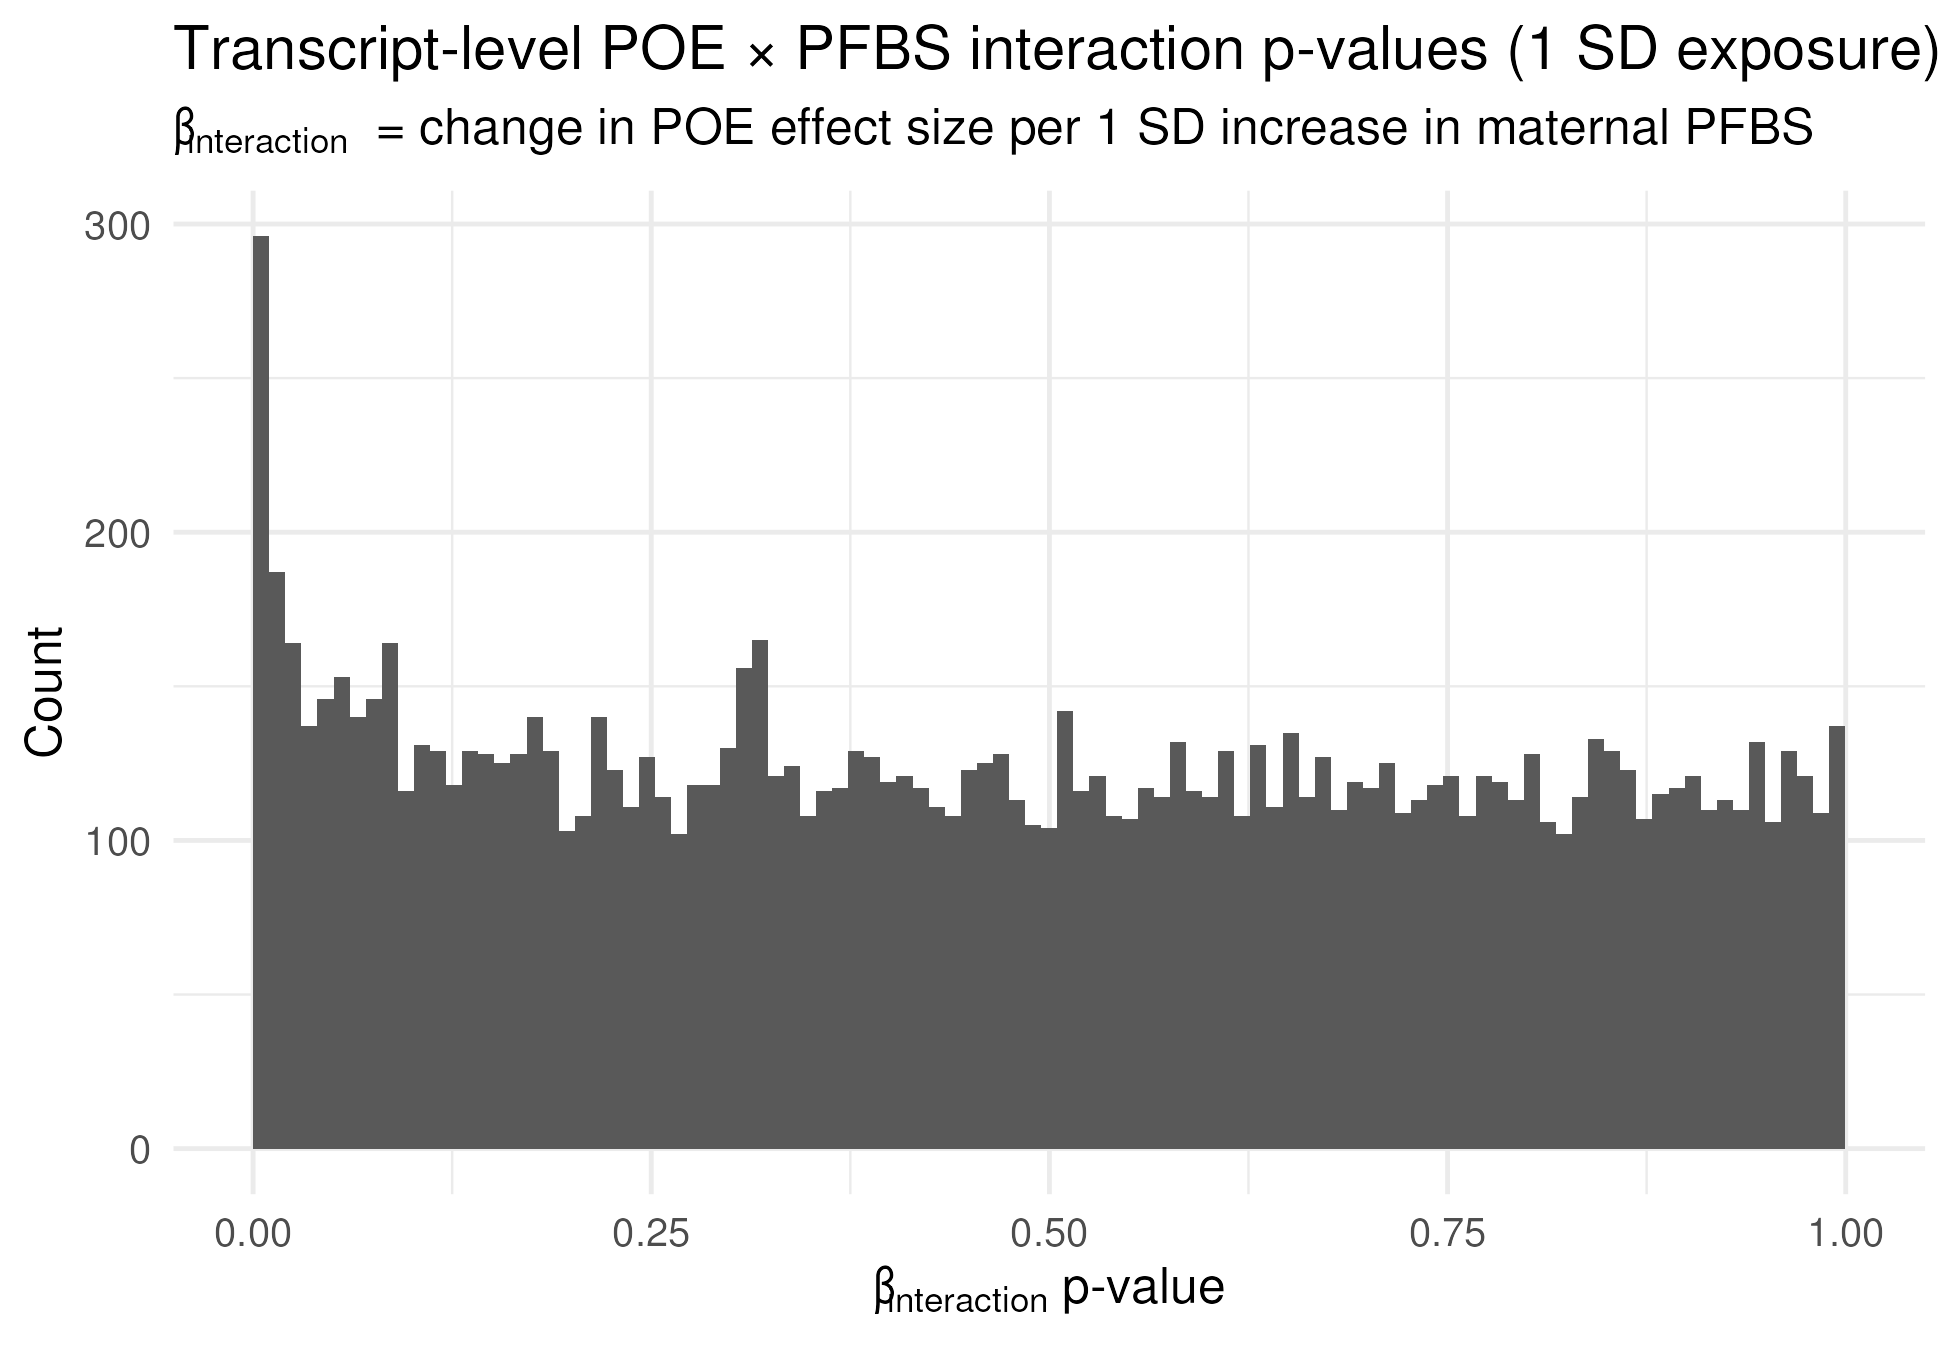 Transcript-level POE × PFBS interaction p-values (1 SD exposure)
βinteraction = change in POE effect size per 1 SD increase in maternal PFBS
300
200
100
0
Count
0.00 0.25 0.50 0.75 1.00
βinteraction p-value